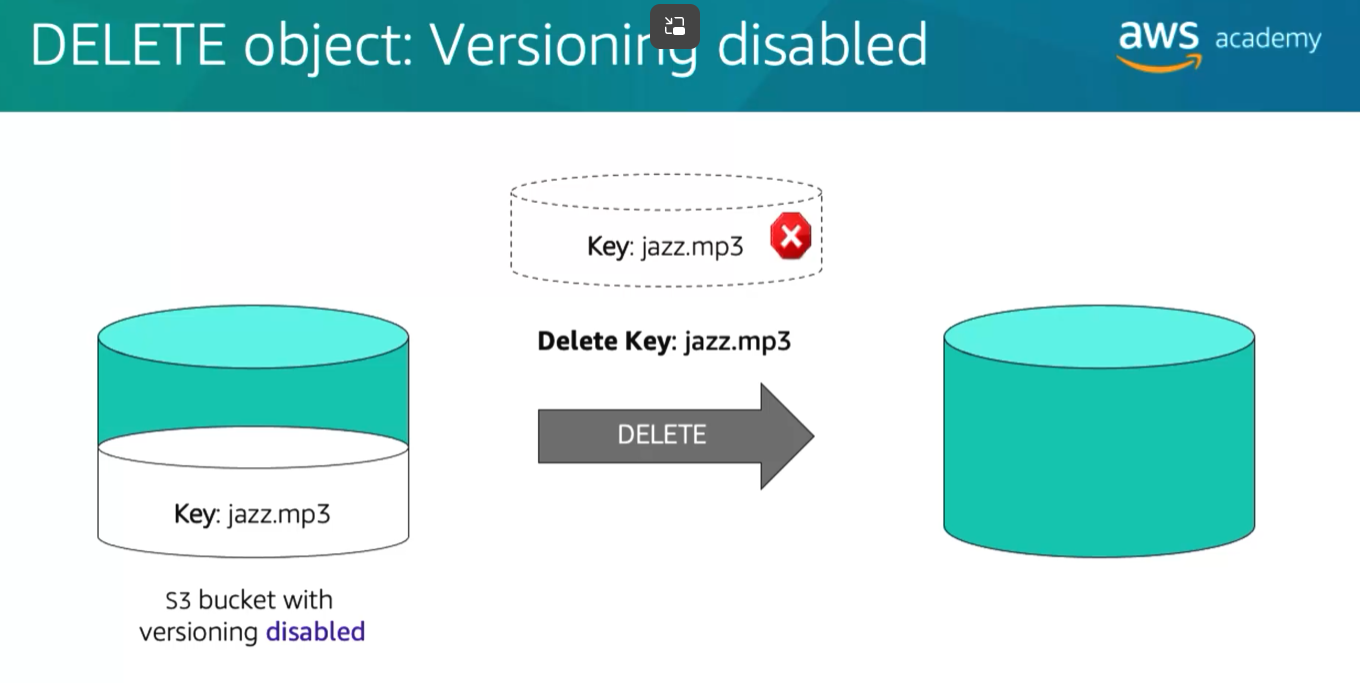 DELETE object: Versioning disabled
aws academy
Key: jazz.mp3
Delete Key: jazz.mp3
DELETE
Key: jazz.mp3
S3 bucket with
versioning disabled